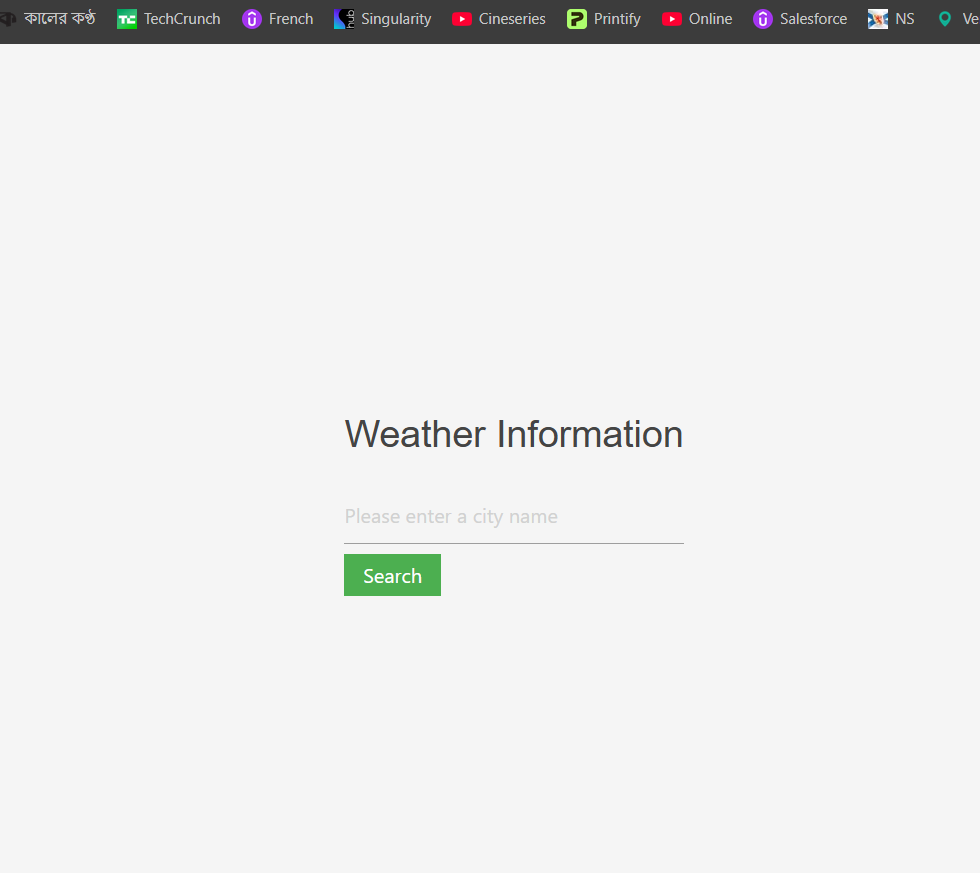 কালের কণ্ঠ TechCrunch French Singularity Cineseries Printify Online Salesforce NS Ve
Weather Information
Please enter a city name
Search